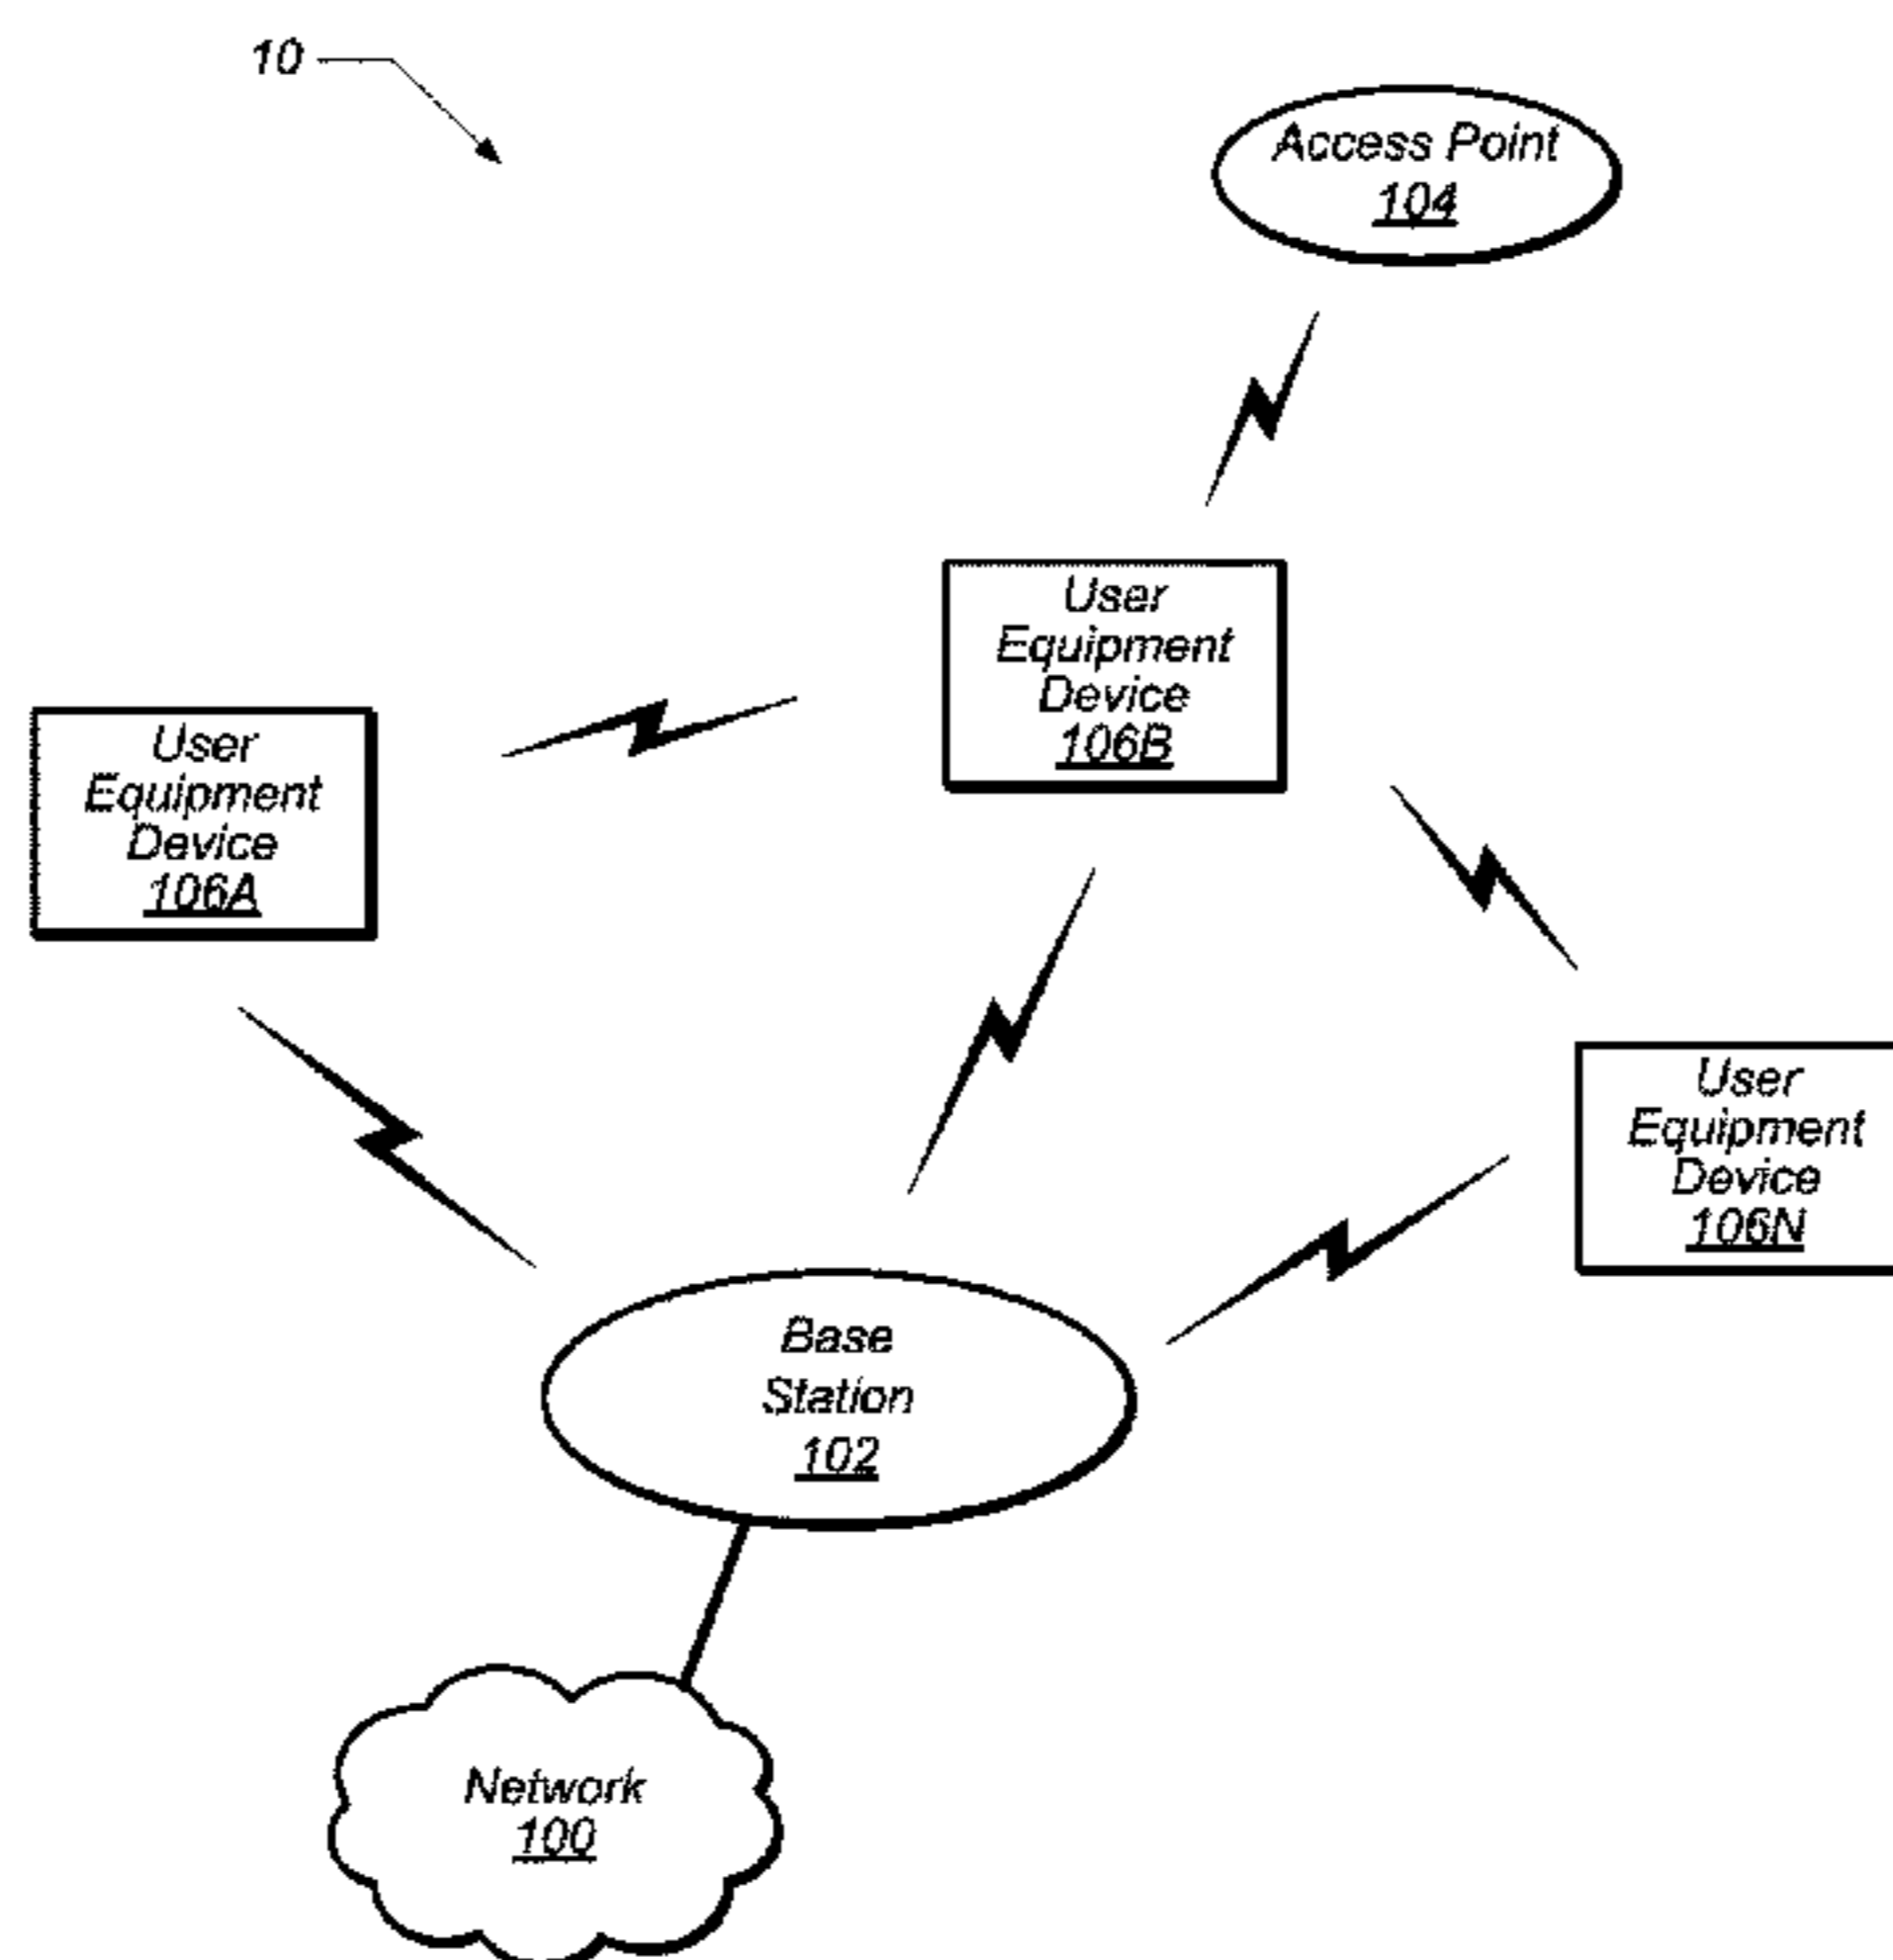 10
Access Point
104
User
Equipment
Device
106B
User
Equipment
Device
106A
User
Equipment
Device
106N
Base
Station
102
Network
100